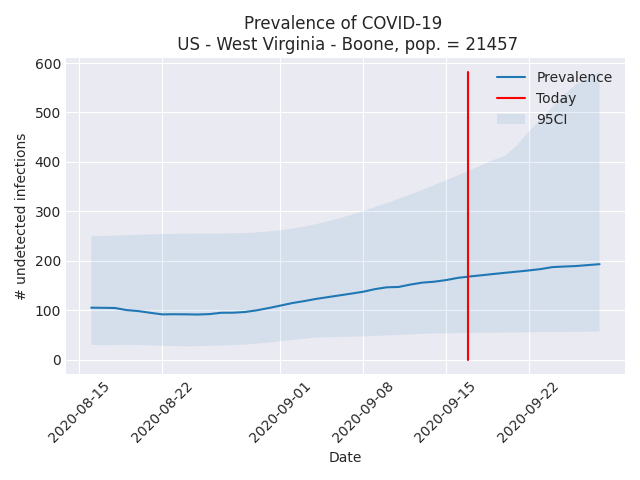 Prevalence of COVID-19
US - West Virginia - Boone, pop. = 21457
600
500
400
300
200
100
0
# undetected infections
Prevalence
Today
95CI
2020-08-15
2020-08-22
2020-09-01
2020-09-08
2020-09-15
2020-09-22
Date